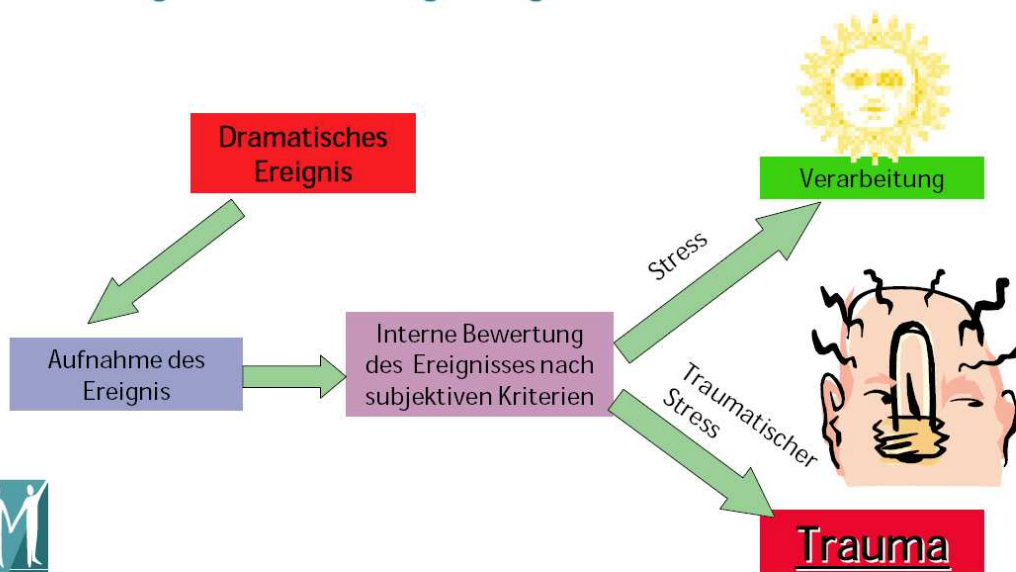 Dramatisches
Ereignis
Aufnahme des
Ereignis
Interne Bewertung
des Ereignisses nach
subjektiven Kriterien
Stress
Verarbeitung
Traumatischer
Stress
Trauma